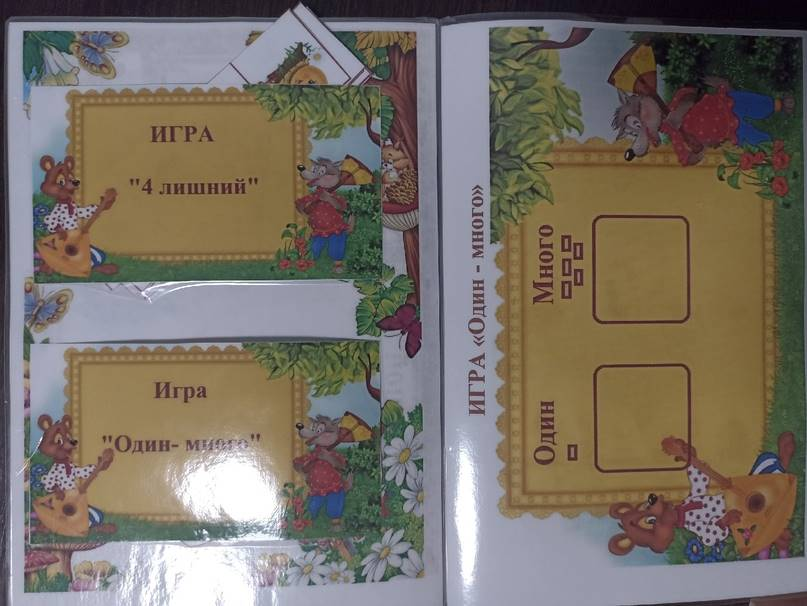 ИГРА
"4 лишний"
Игра
"Один- много"
ИГРА «Один - много»
Один
Много